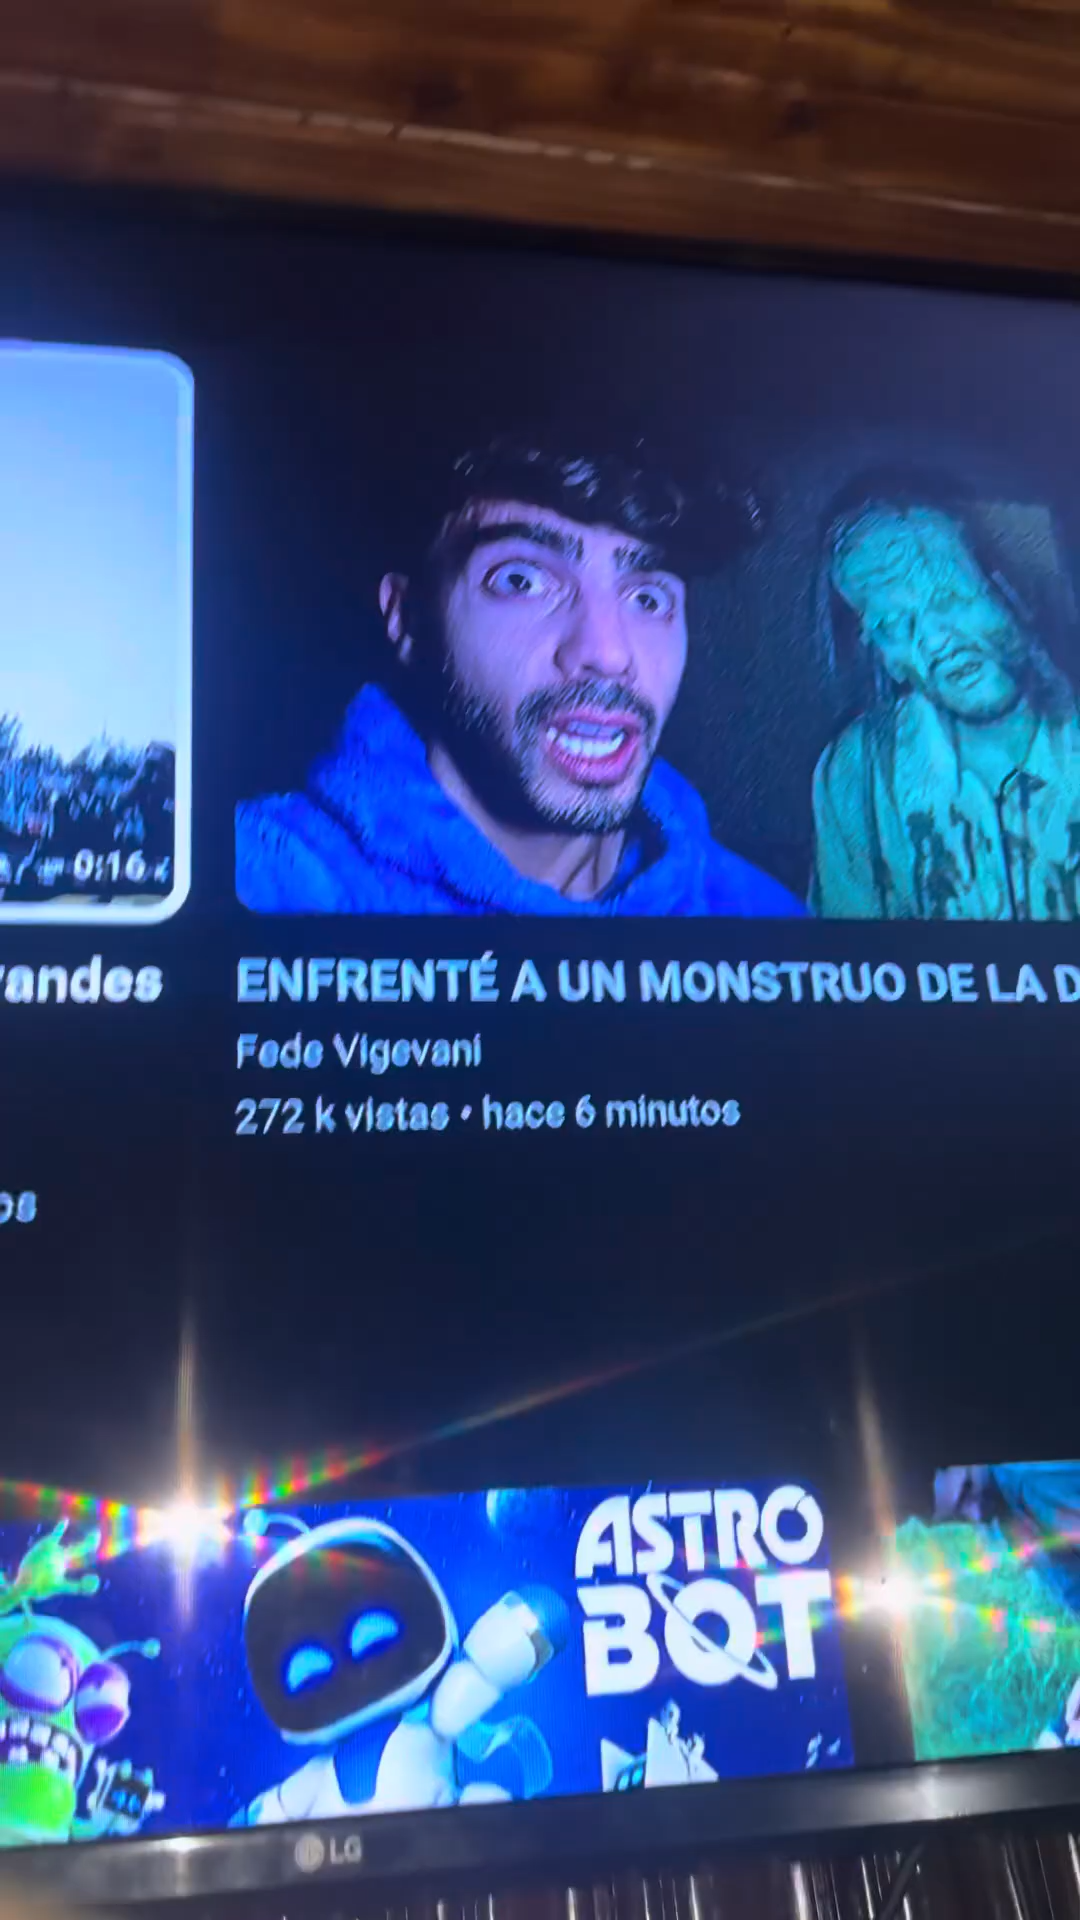 0:16
andes
ENFRENTÉ A UN MONSTRUO DE LA D
Fede Vigevani
272 k vistas • hace 6 minutos
os
ASTRO
BOT
LG